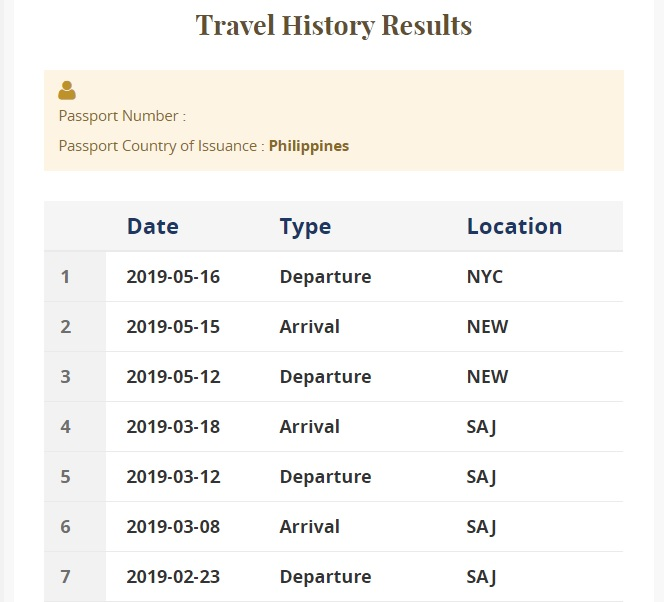 Travel History Results
Passport Number :
Passport Country of Issuance : Philippines
Date Type Location
1 2019-05-16 Departure NYC
2 2019-05-15 Arrival NEW
3 2019-05-12 Departure NEW
4 2019-03-18 Arrival SAJ
5 2019-03-12 Departure SAJ
6 2019-03-08 Arrival SAJ
7 2019-02-23 Departure SAJ